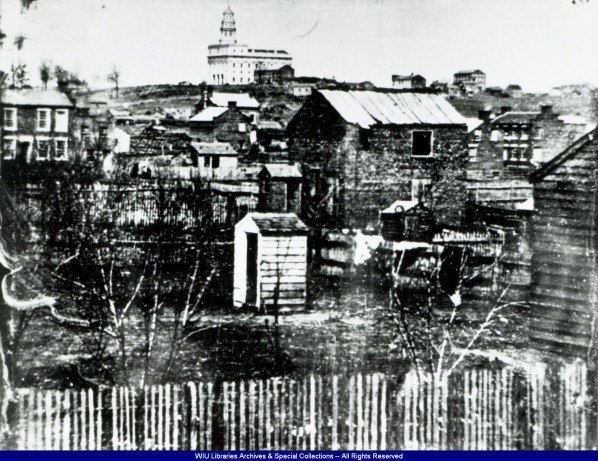 WIU Libraries Archives & Special Collections -- All Rights Reserved